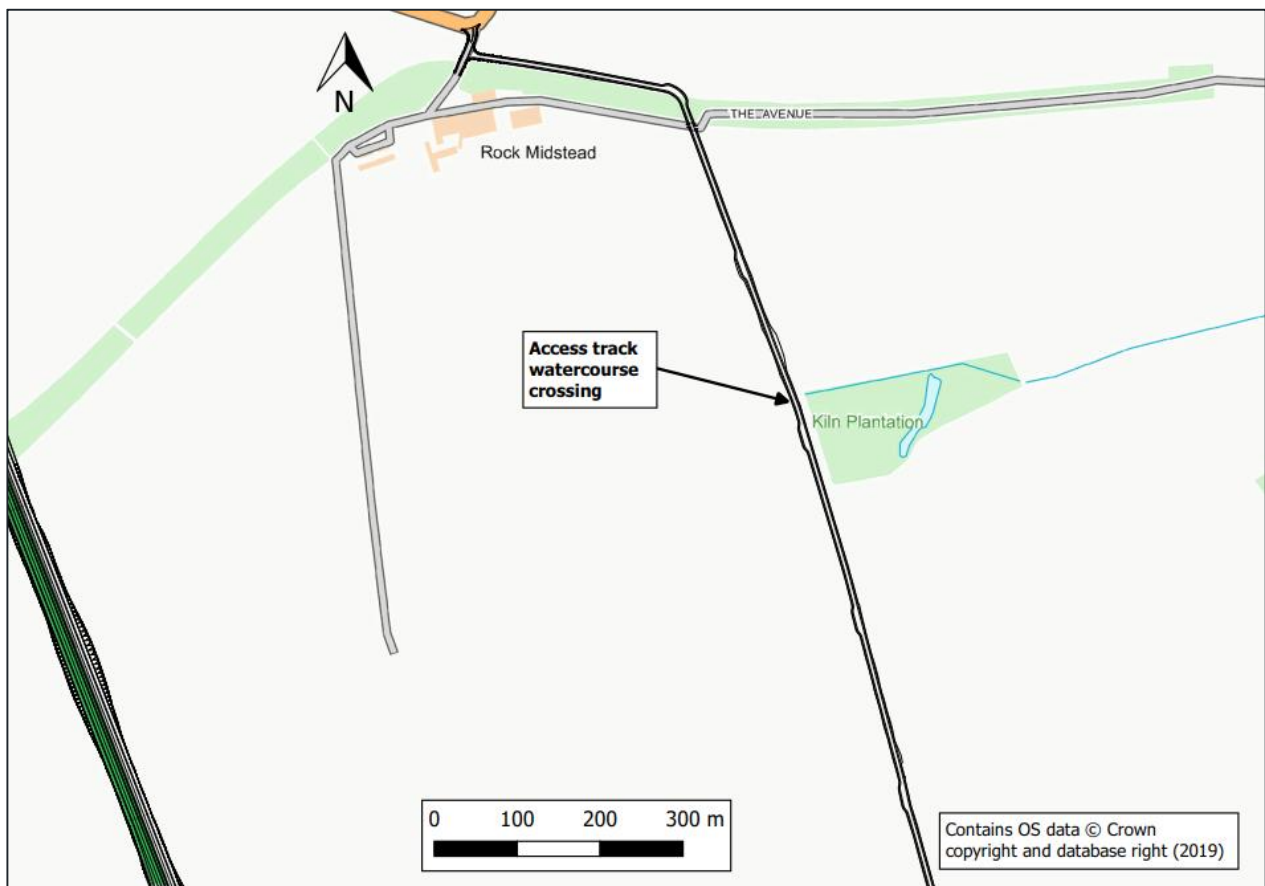 N
THE AVENUE
Rock Midstead
Access track
watercourse
crossing
Kiln Plantation
0 100 200 300 m
Contains OS data © Crown
copyright and database right (2019)